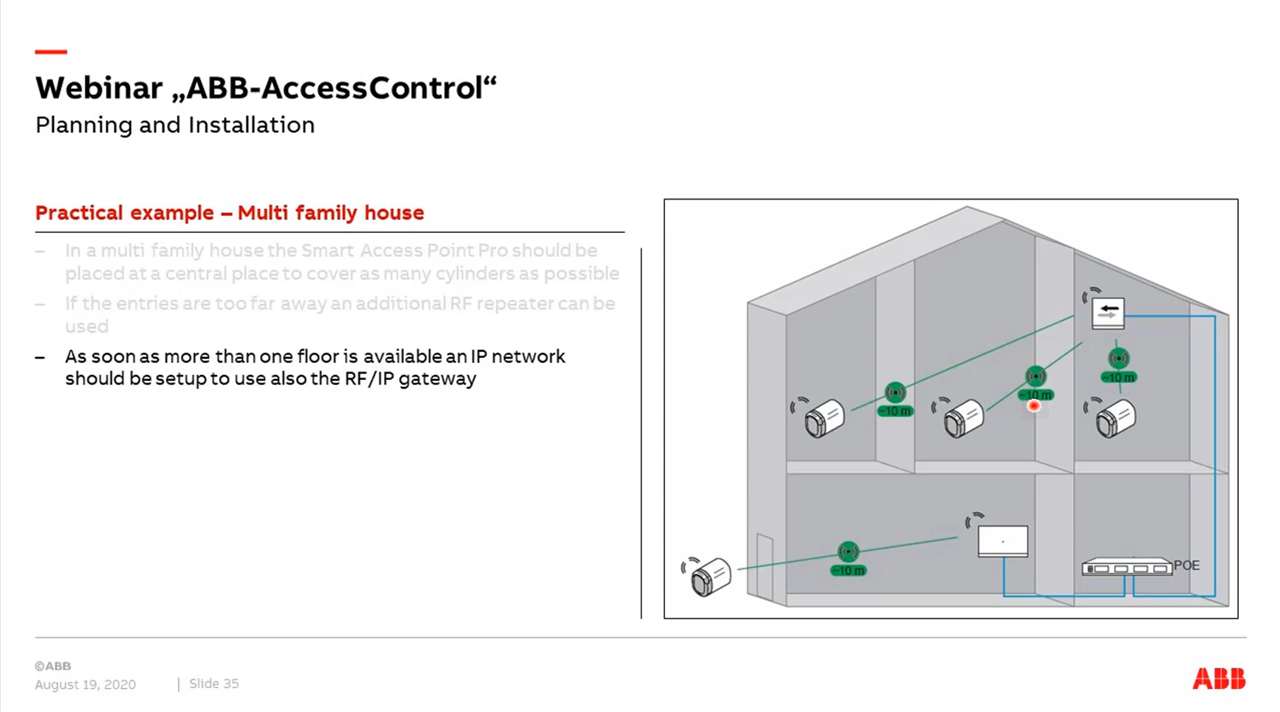 Webinar „ABB-AccessControl“
Planning and Installation
Practical example – Multi family house
– In a multi family house the Smart Access Point Pro should be
placed at a central place to cover as many cylinders as possible
– If the entries are too far away an additional RF repeater can be
used
– As soon as more than one floor is available an IP network
should be setup to use also the RF/IP gateway
~10 m
~10 m
~10 m
~10 m
POE
©ABB
August 19, 2020 | Slide 35
ABB